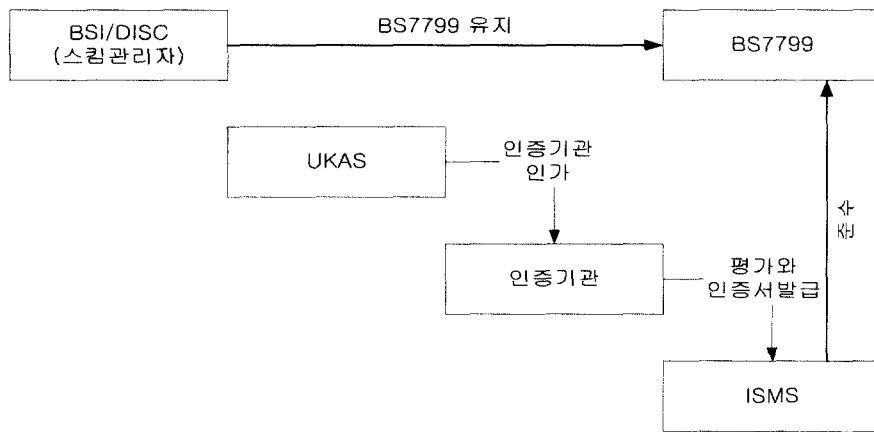 BSI/DISC
(스킴관리자)
BS7799 유지
BS7799
UKAS
인증기관
인가
준수
인증기관
평가와
인증서발급
ISMS